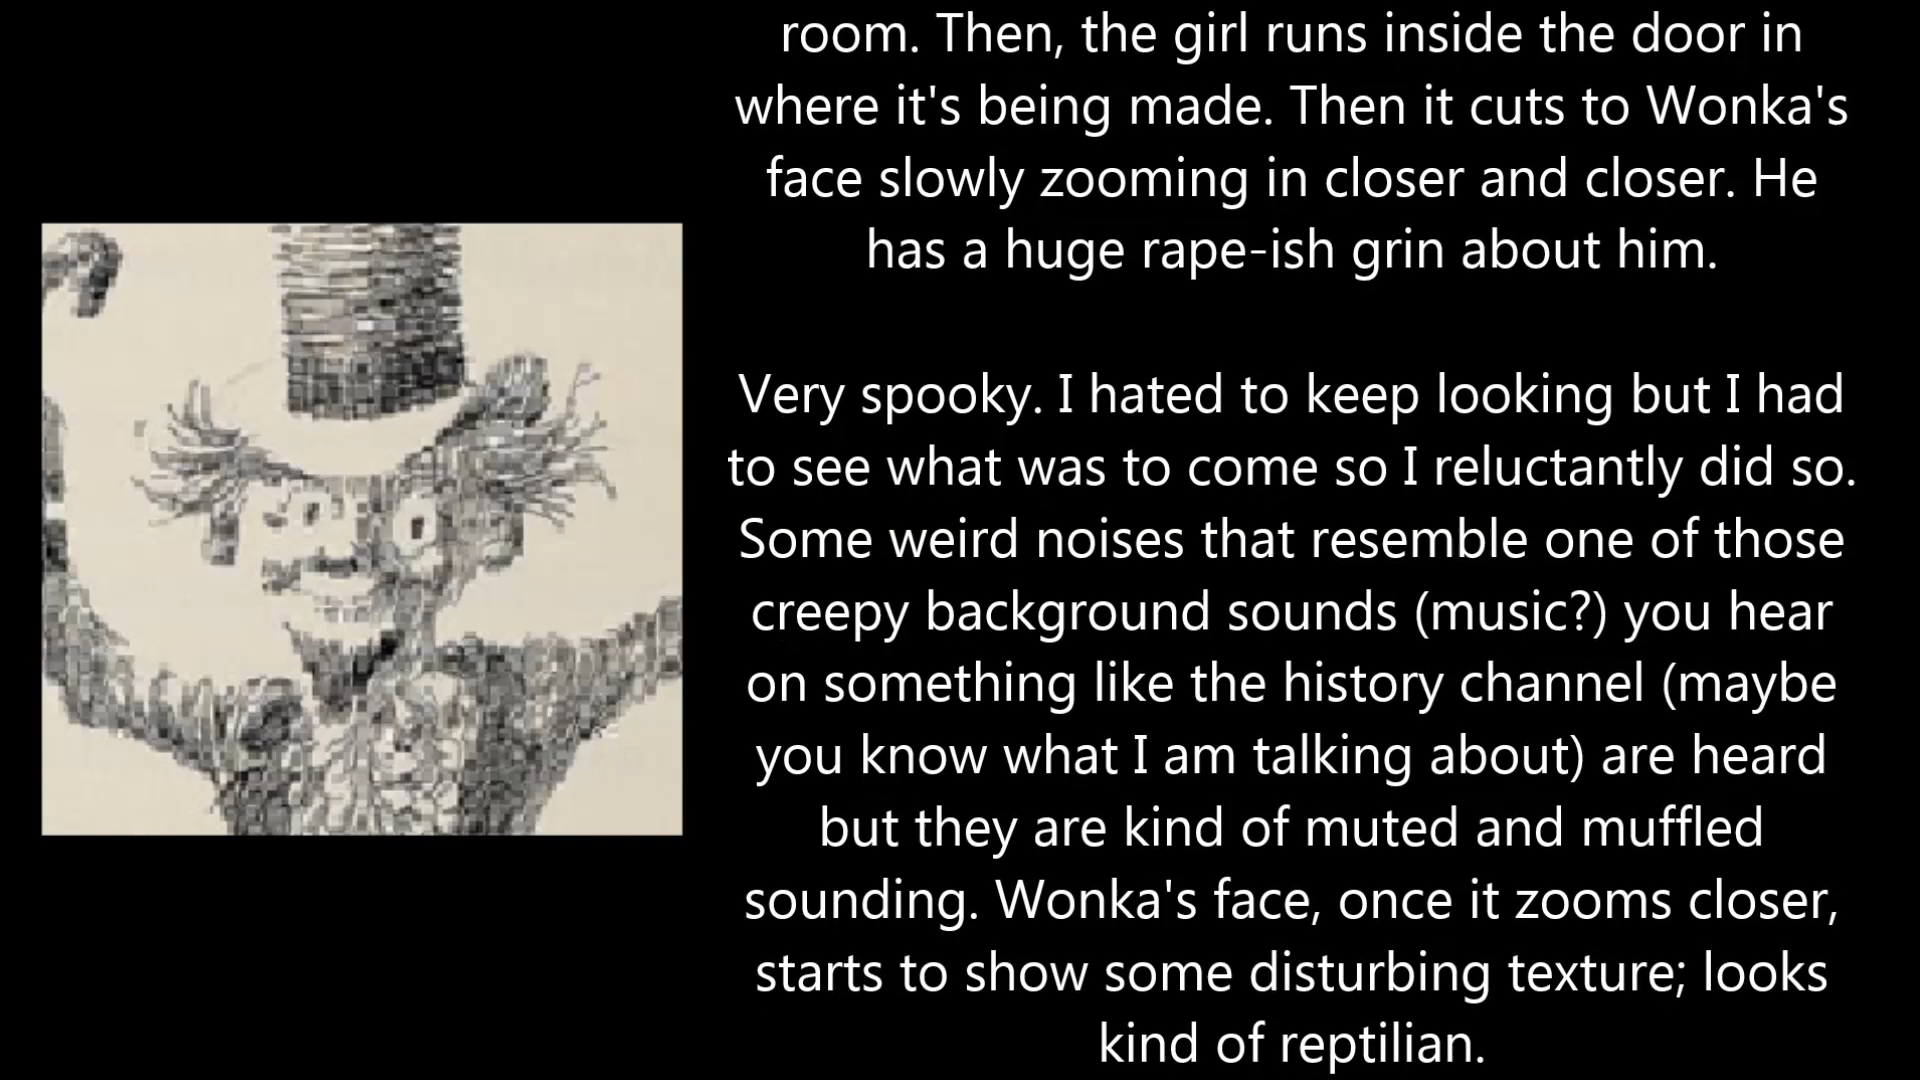 room. Then, the girl runs inside the door in
where it's being made. Then it cuts to Wonka's
face slowly zooming in closer and closer. He
has a huge rape-ish grin about him.
Very spooky. I hated to keep looking but I had
to see what was to come so I reluctantly did so.
Some weird noises that resemble one of those
creepy background sounds (music?) you hear
on something like the history channel (maybe
you know what I am talking about) are heard
but they are kind of muted and muffled
sounding. Wonka's face, once it zooms closer,
starts to show some disturbing texture; looks
kind of reptilian.